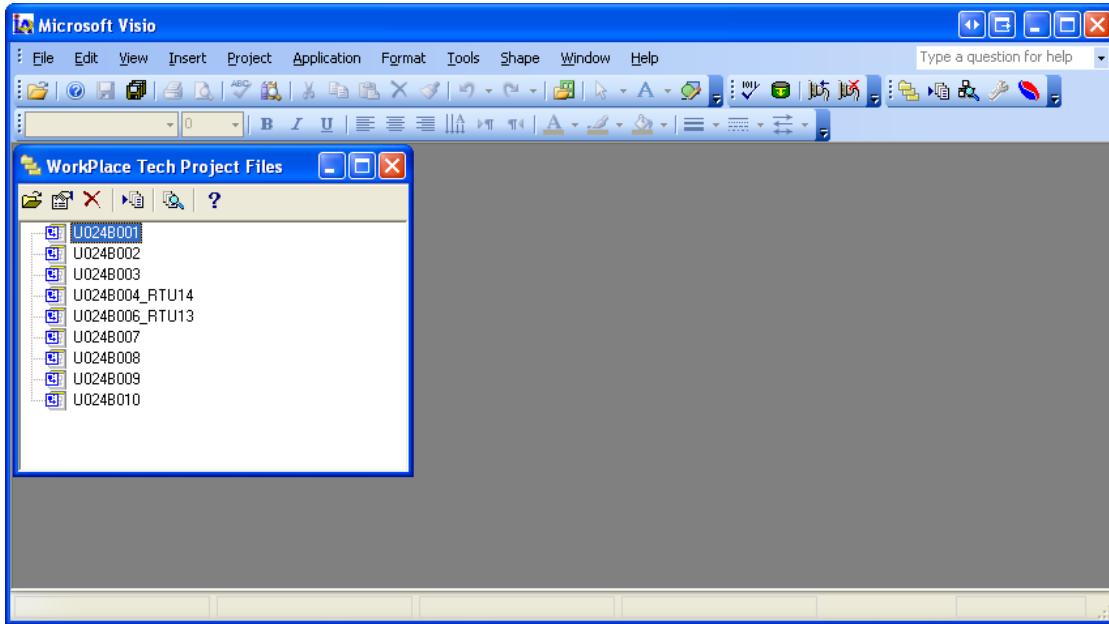 Microsoft Visio
File Edit View Insert Project Application Format Tools Shape Window Help
Type a question for help
0 B I U A
WorkPlace Tech Project Files
?
U024B001
U024B002
U024B003
U024B004_RTU14
U024B006_RTU13
U024B007
U024B008
U024B009
U024B010